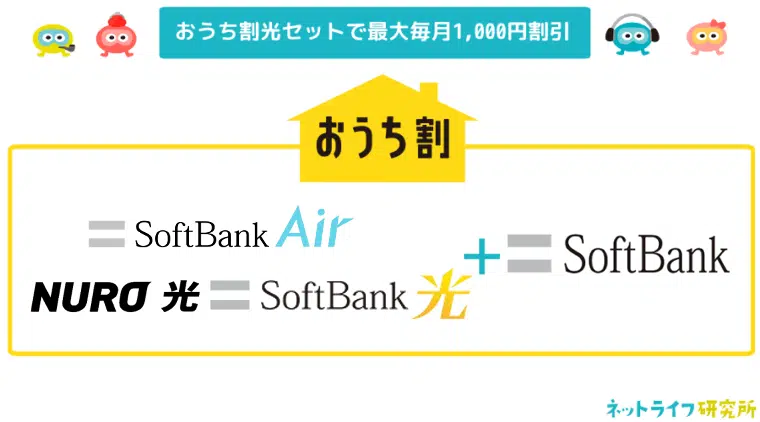 おうち割光セットで最大毎月1,000円割引
おうち割
SoftBank Air
NURO 光 SoftBank 光
+ SoftBank
ネットライフ研究所